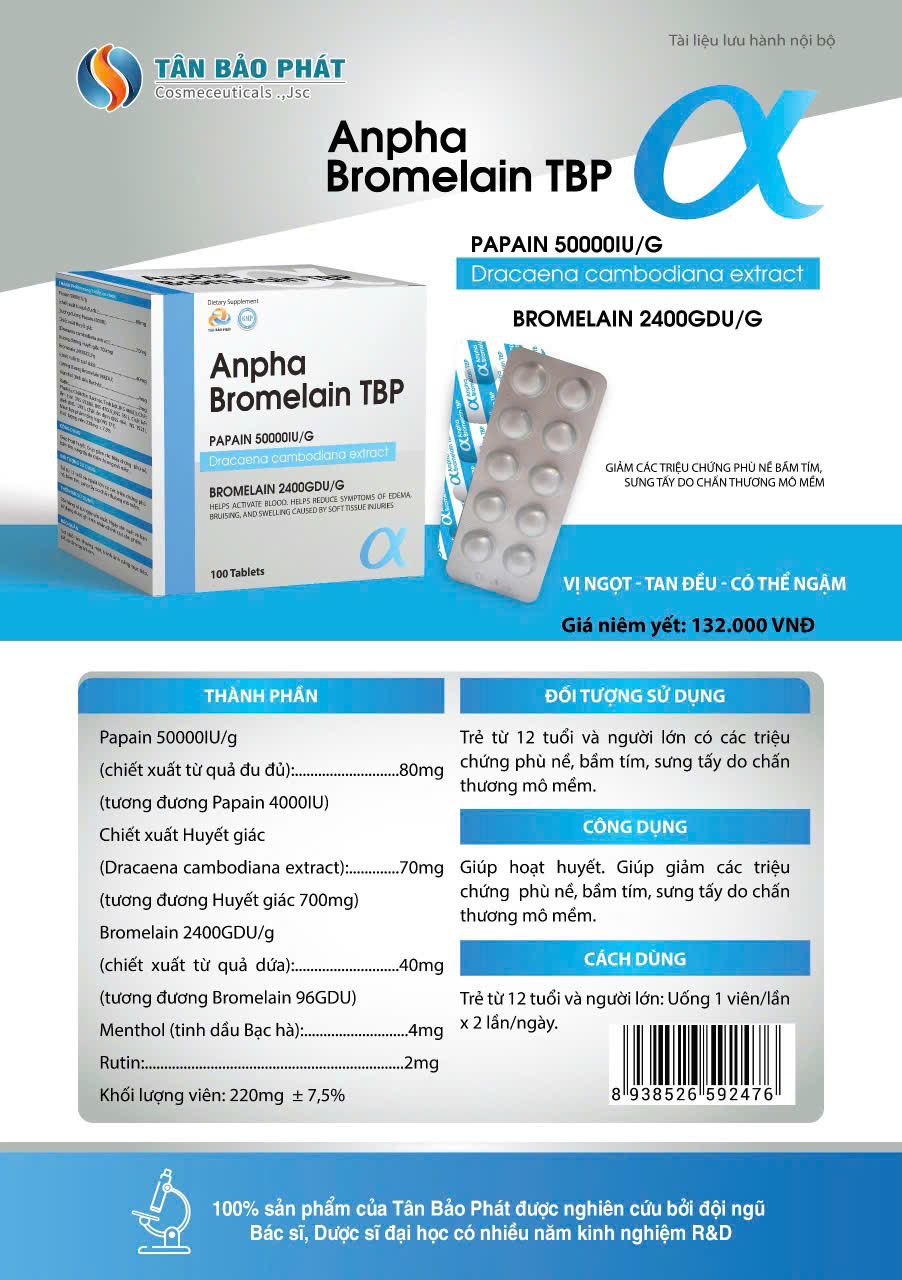 Tài liệu lưu hành nội bộ
TÂN BẢO PHÁT
Cosmeceuticals .,Jsc
Anpha
Bromelain TBP
α
PAPAIN 50000IU/G
Dracaena cambodiana extract
BROMELAIN 2400GDU/G
Anpha
Bromelain TBP
Dietary Supplement
TÂN BẢO PHÁT
GMP
Anpha
Bromelain TBP
PAPAIN 50000IU/G
Dracaena cambodiana extract
BROMELAIN 2400GDU/G
HELPS ACTIVATE BLOOD. HELPS REDUCE SYMPTOMS OF EDEMA,
BRUISING, AND SWELLING CAUSED BY SOFT TISSUE INJURIES
α
100 Tablets
Anpha
Bromelain TBP
GIẢM CÁC TRIỆU CHỨNG PHÙ NỀ BẦM TÍM,
SƯNG TẤY DO CHẤN THƯƠNG MÔ MỀM
VỊ NGỌT - TAN ĐỀU - CÓ THỂ NGẬM
Giá niêm yết: 132.000 VNĐ
THÀNH PHẦN
Papain 50000IU/g
(chiết xuất từ quả đu đủ):...........................80mg
(tương đương Papain 4000IU)
Chiết xuất Huyết giác
(Dracaena cambodiana extract):.............70mg
(tương đương Huyết giác 700mg)
Bromelain 2400GDU/g
(chiết xuất từ quả dứa):...........................40mg
(tương đương Bromelain 96GDU)
Menthol (tinh dầu Bạc hà):...........................4mg
Rutin:...................................................................2mg
Khối lượng viên: 220mg ± 7,5%
ĐỐI TƯỢNG SỬ DỤNG
Trẻ từ 12 tuổi và người lớn có các triệu
chứng phù nề, bầm tím, sưng tấy do chấn
thương mô mềm.
CÔNG DỤNG
Giúp hoạt huyết. Giúp giảm các triệu
chứng phù nề, bầm tím, sưng tấy do chấn
thương mô mềm.
CÁCH DÙNG
Trẻ từ 12 tuổi và người lớn: Uống 1 viên/lần
x 2 lần/ngày.
8 938526 592476
100% sản phẩm của Tân Bảo Phát được nghiên cứu bởi đội ngũ
Bác sĩ, Dược sĩ đại học có nhiều năm kinh nghiệm R&D